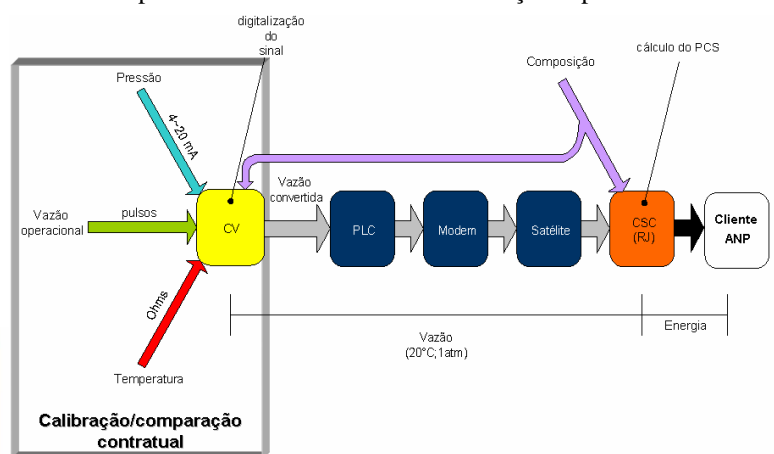 digitalização
do
sinal
Pressão
4~20 mA
Composição
cálculo do PCS
Vazão
operacional
pulsos
CV
Vazão
convertida
PLC
Modem
Satélite
CSC
(RJ)
Cliente
ANP
Ohms
Temperatura
Vazão
(20°C;1atm)
Energia
Calibração/comparação
contratual